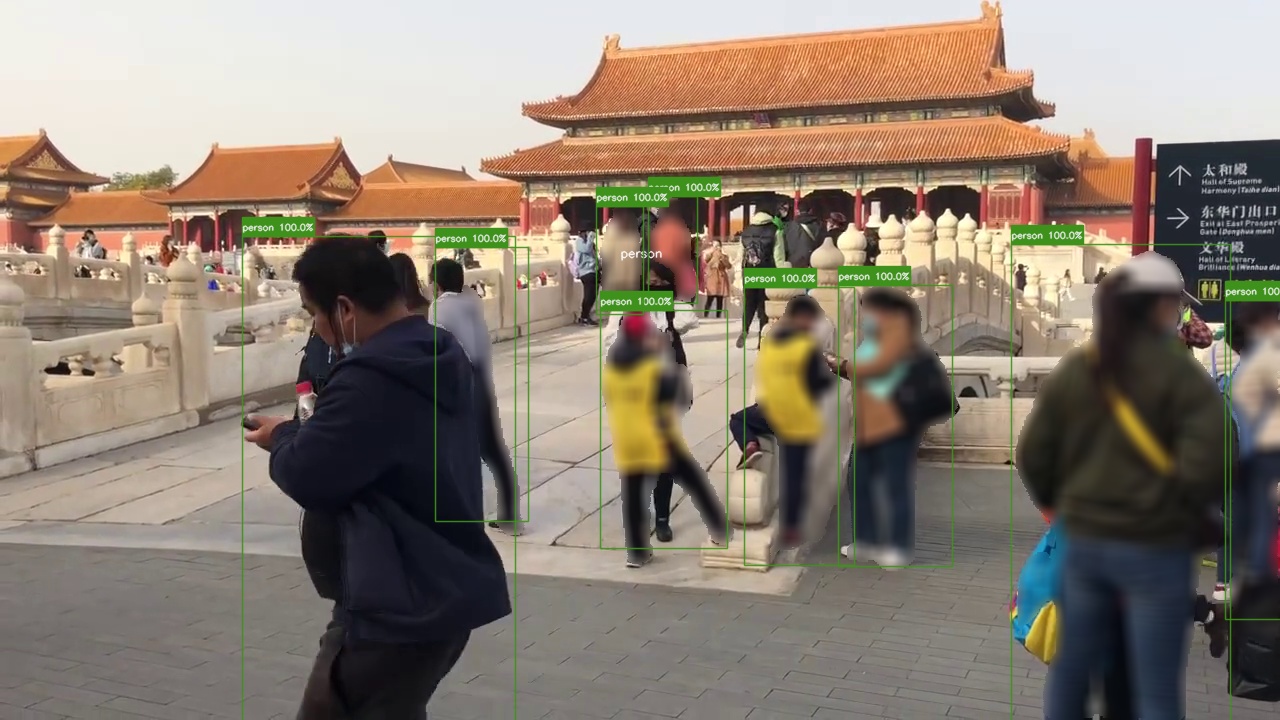 person 100.0%
person 100.0%
person 100.0%
person 100.0%
person
person 100.0%
person 100.0%
person 100.0%
person 100.0%
person 100.0%
太和殿
Hall of Supreme
Harmony (Taihe dian)
东华门出口
Exit at East Prosper
Gate (Donghua men)
文华殿
Hall of Literary
Brilliance (Wenhua dia